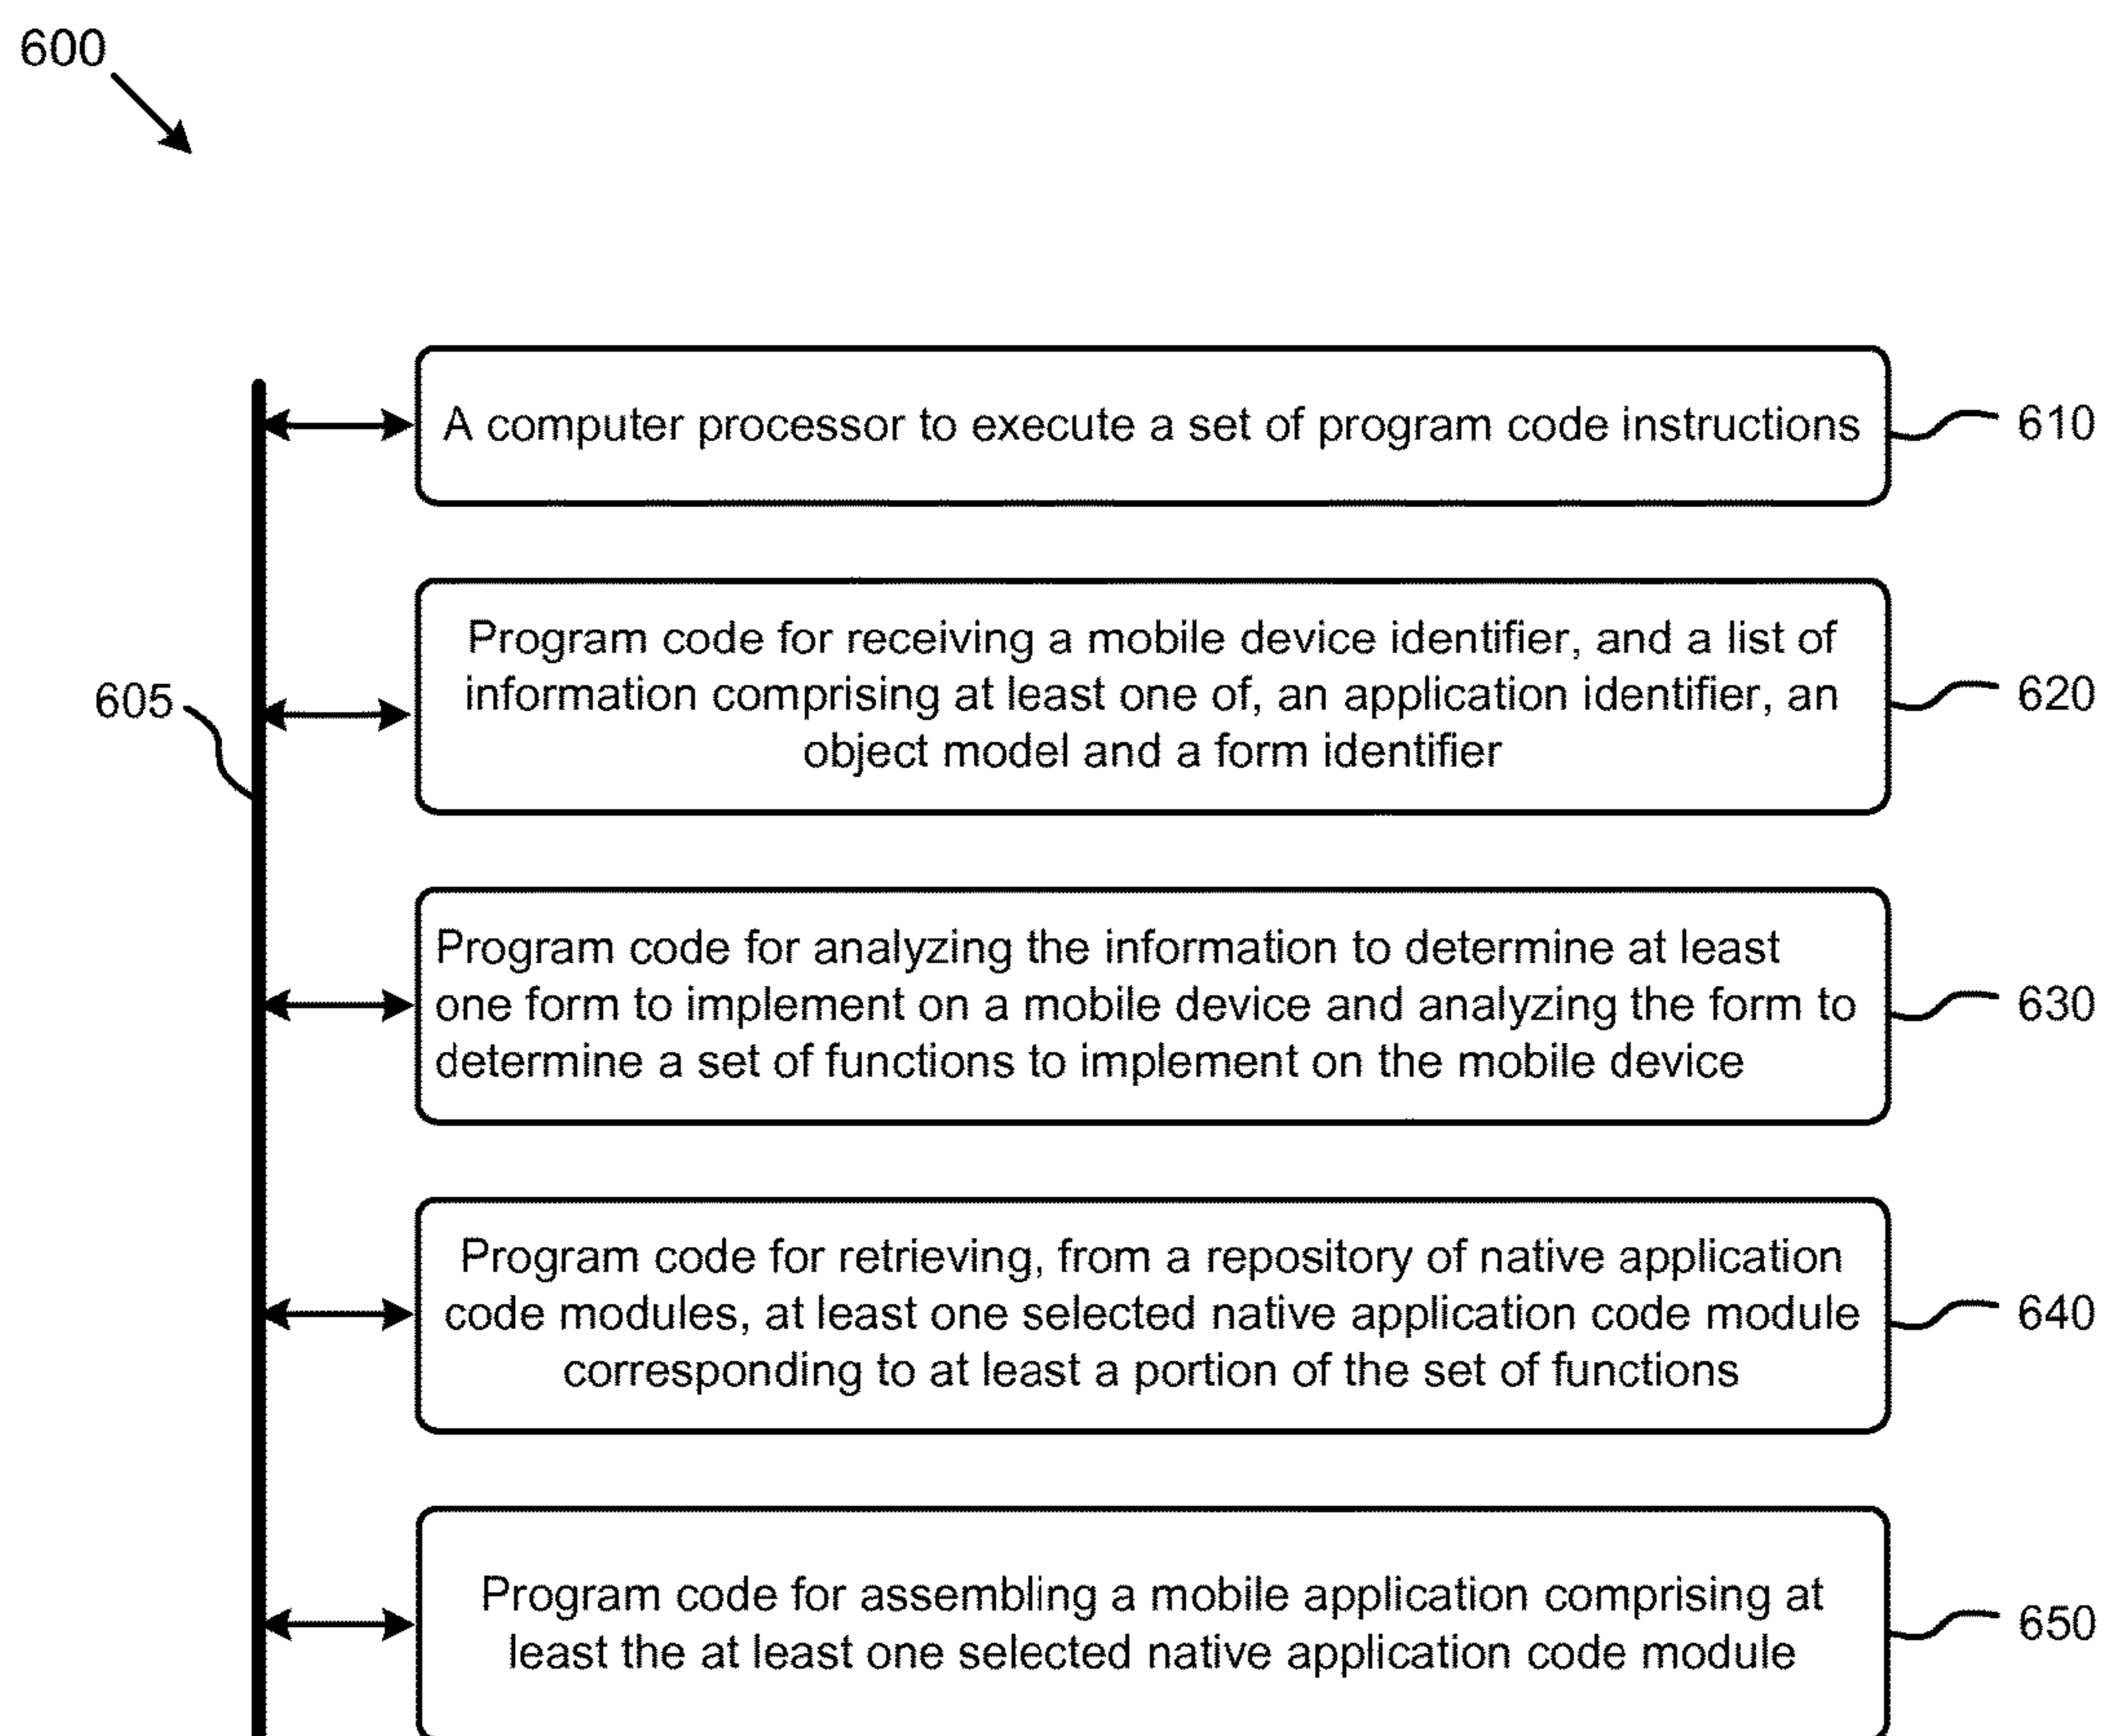 600
A computer processor to execute a set of program code instructions
610
Program code for receiving a mobile device identifier, and a list of
information comprising at least one of, an application identifier, an
object model and a form identifier
620
605
Program code for analyzing the information to determine at least
one form to implement on a mobile device and analyzing the form to
determine a set of functions to implement on the mobile device
630
Program code for retrieving, from a repository of native application
code modules, at least one selected native application code module
corresponding to at least a portion of the set of functions
640
Program code for assembling a mobile application comprising at
least the at least one selected native application code module
650